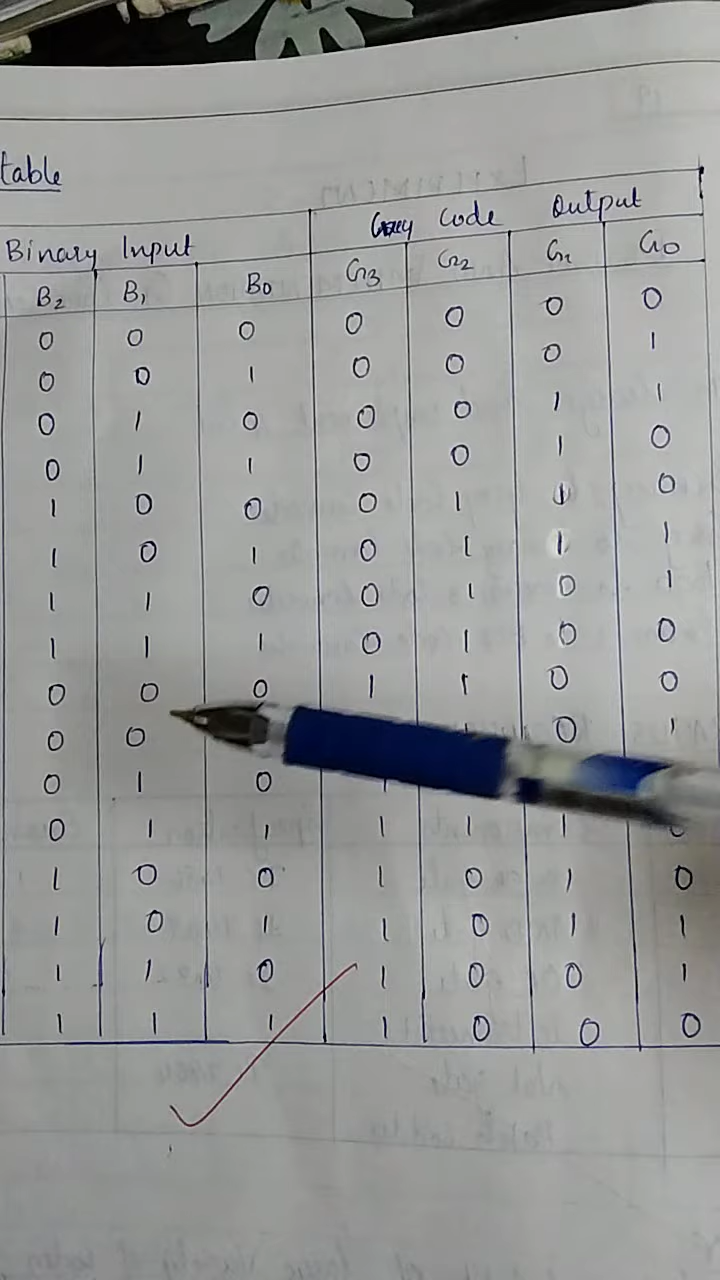 table
Binary Input Gray Code Output
B2 B1 B0 G3 G2 G1 G0
0 0 0 0 0 0 0
0 0 1 0 0 0 1
0 1 0 0 0 1 1
0 1 1 0 0 1 0
1 0 0 0 1 1 0
1 0 1 0 1 1 1
1 1 0 0 1 0 1
1 1 1 0 1 0 0
0 0 0 1 1 0 0
0 0 0 1
0 1 0 1
0 1 1 1 1 1 0
1 0 0 1 0 1 0
1 0 1 1 0 1 1
1 1 0 1 0 0 1
1 1 1 1 0 0 0